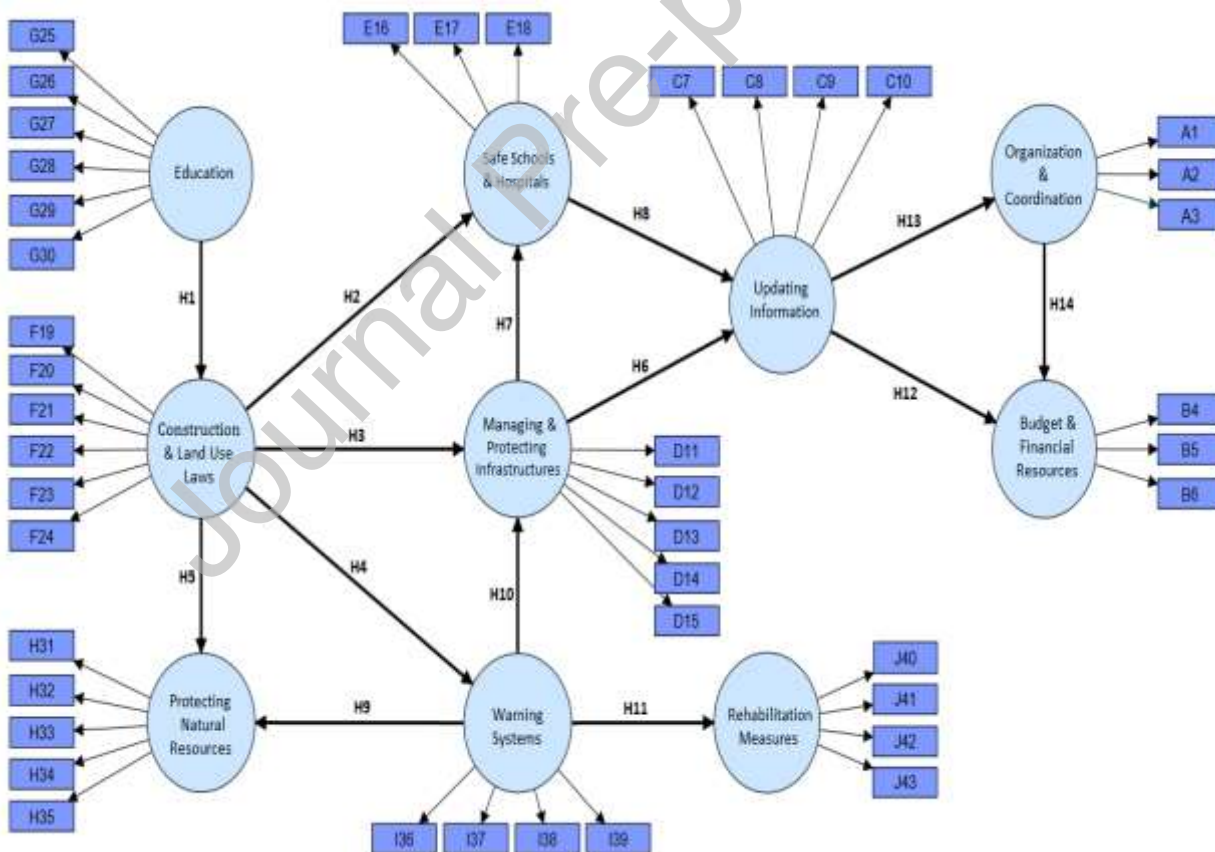 G25
G26
G27
G28
G29
G30
Education
H1
E16
E17
E18
Safe Schools
& Hospitals
C7
C8
C9
C10
Updating
Information
Organization
&
Coordination
A1
A2
A3
H2
H7
H8
H6
H13
H14
H12
F19
F20
F21
F22
F23
F24
Construction
& Land Use
Laws
H3
Managing &
Protecting
Infrastructures
D11
D12
D13
D14
D15
Budget &
Financial
Resources
B4
B5
B6
H5
H4
H10
H31
H32
H33
H34
H35
Protecting
Natural
Resources
H9
Warning
Systems
H11
Rehabilitation
Measures
J40
J41
J42
J43
I36
I37
I38
I39
Journal Pre-p